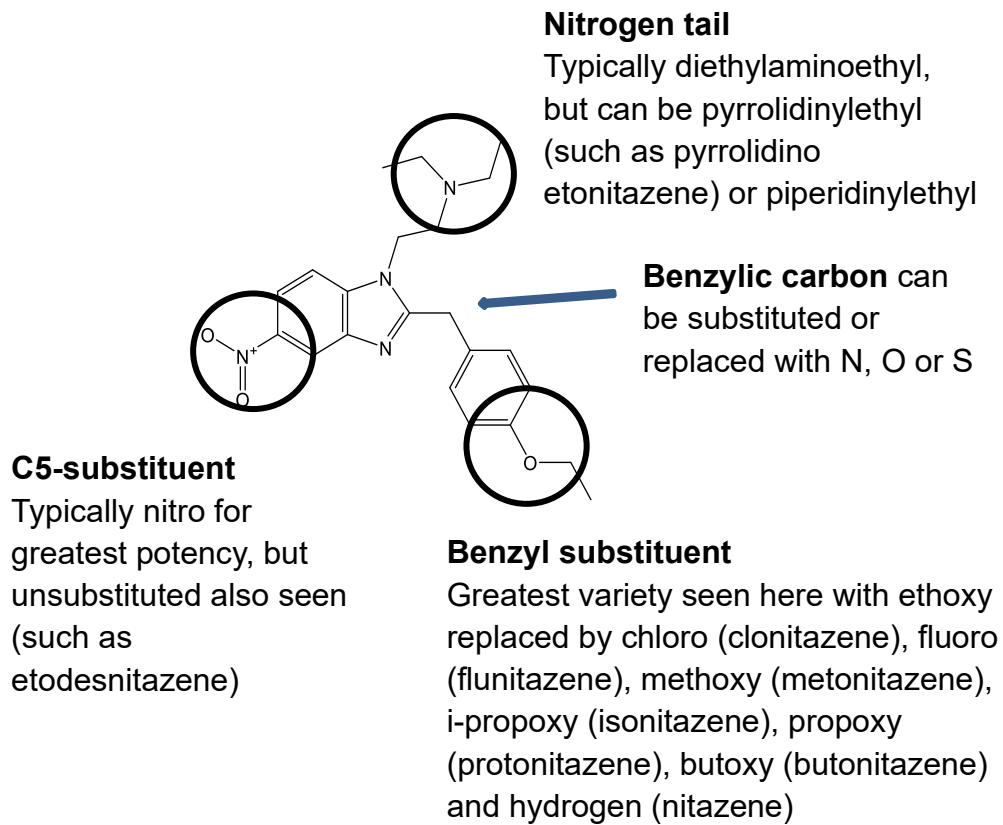 Nitrogen tail
Typically diethylaminoethyl,
but can be pyrrolidinylethyl
(such as pyrrolidino
etonitazene) or piperidinylethyl
N
Benzylic carbon can
be substituted or
replaced with N, O or S
N
N
O
N+
O
O
C5-substituent
Typically nitro for
greatest potency, but
unsubstituted also seen
(such as
etodesnitazene)
Benzyl substituent
Greatest variety seen here with ethoxy
replaced by chloro (clonitazene), fluoro
(flunitazene), methoxy (metonitazene),
i-propoxy (isonitazene), propoxy
(protonitazene), butoxy (butonitazene)
and hydrogen (nitazene)